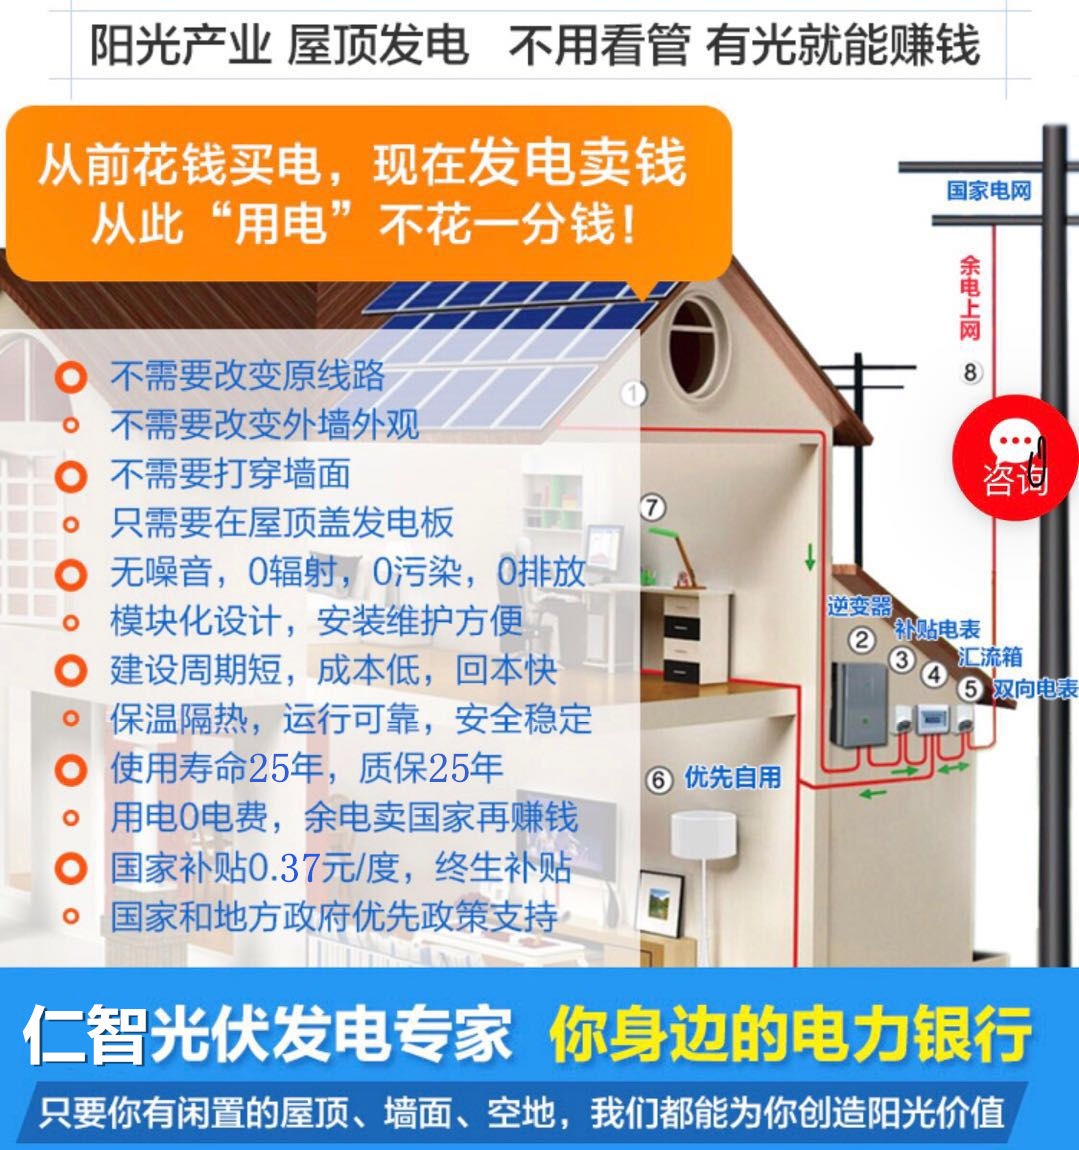 阳光产业 屋顶发电 不用看管 有光就能赚钱
从前花钱买电，现在发电卖钱
从此“用电”不花一分钱！
国家电网
余电上网
8
咨询
不需要改变原线路
不需要改变外墙外观
不需要打穿墙面
只需要在屋顶盖发电板
无噪音，0辐射，0污染，0排放
模块化设计，安装维护方便
建设周期短，成本低，回本快
保温隔热，运行可靠，安全稳定
使用寿命25年，质保25年
用电0电费，余电卖国家再赚钱
国家补贴0.37元/度，终生补贴
国家和地方政府优先政策支持
1
7
逆变器
2
补贴电表
3
汇流箱
4
5
双向电表
6 优先自用
仁智光伏发电专家 你身边的电力银行
只要你有闲置的屋顶、墙面、空地，我们都能为你创造阳光价值